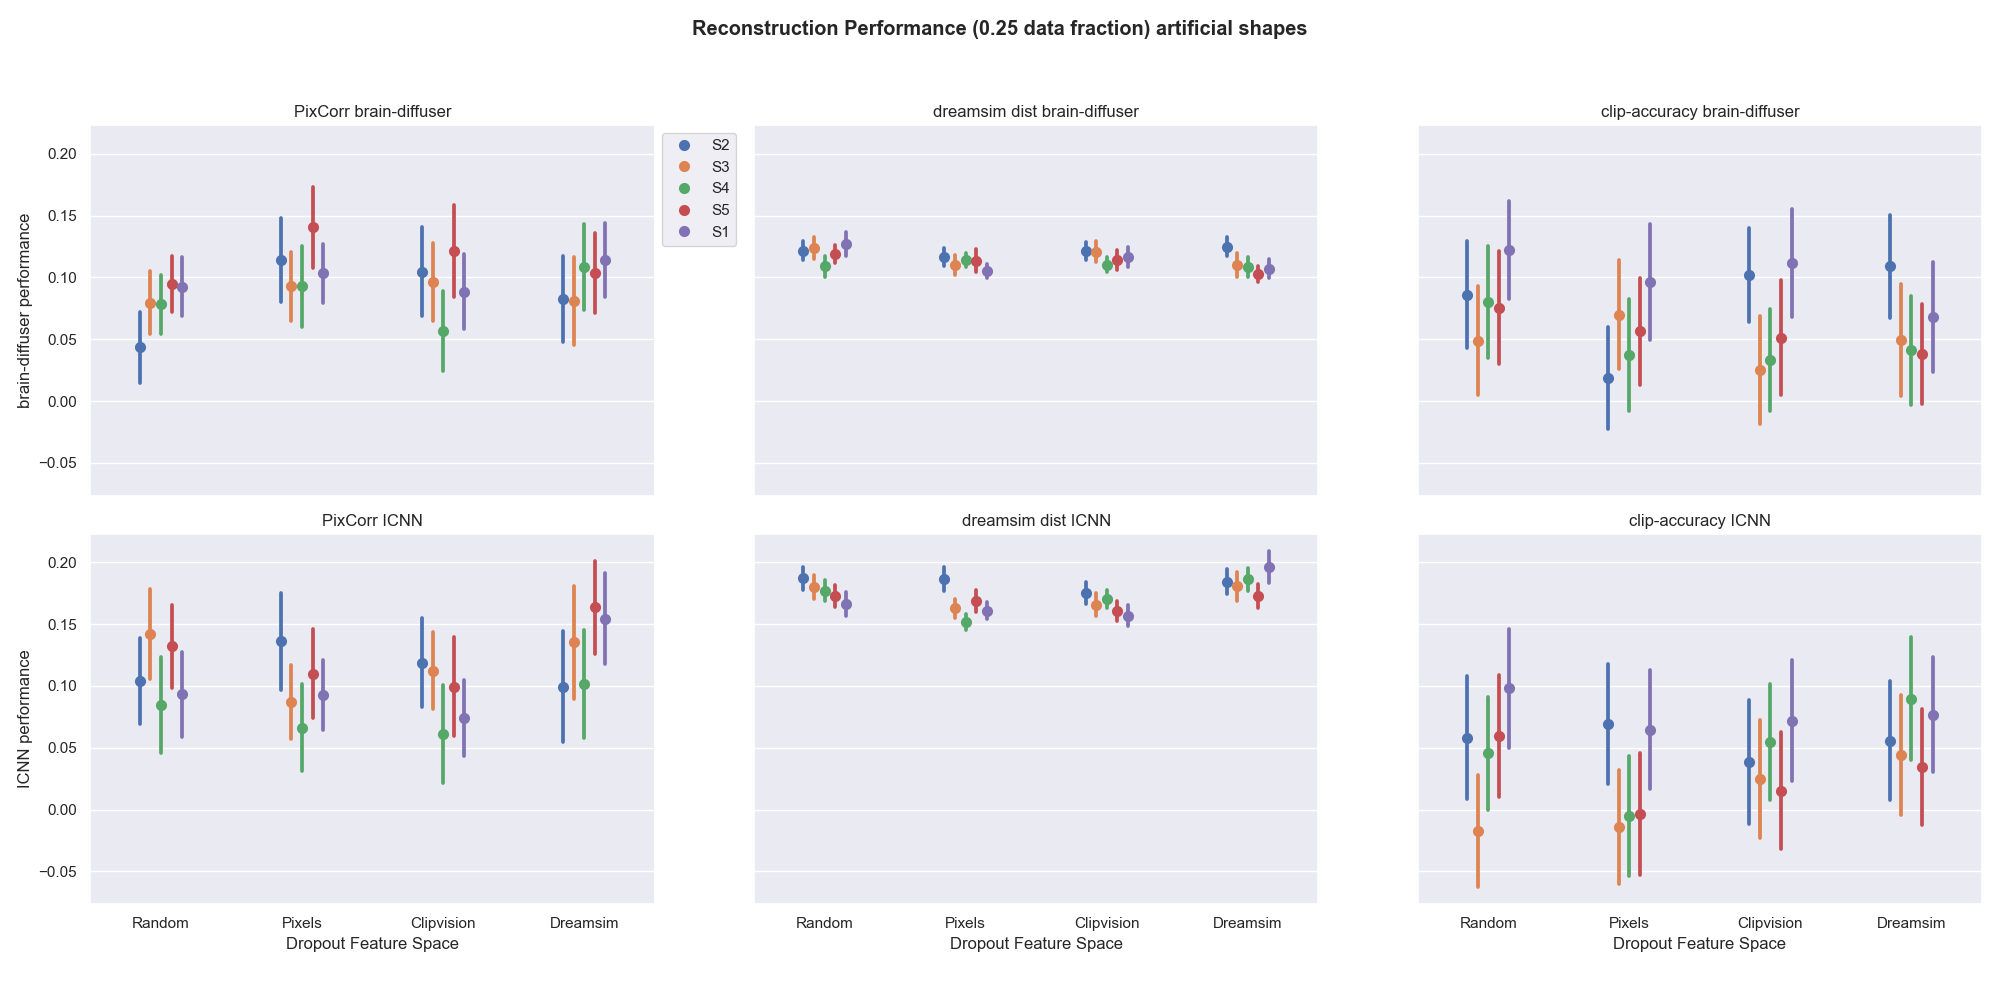 Reconstruction Performance (0.25 data fraction) artificial shapes
PixCorr brain-diffuser
dreamsim dist brain-diffuser
clip-accuracy brain-diffuser
brain-diffuser performance
0.20
0.15
0.10
0.05
0.00
−0.05
S2
S3
S4
S5
S1
PixCorr ICNN
dreamsim dist ICNN
clip-accuracy ICNN
ICNN performance
0.20
0.15
0.10
0.05
0.00
−0.05
Random Pixels Clipvision Dreamsim
Dropout Feature Space
Random Pixels Clipvision Dreamsim
Dropout Feature Space
Random Pixels Clipvision Dreamsim
Dropout Feature Space